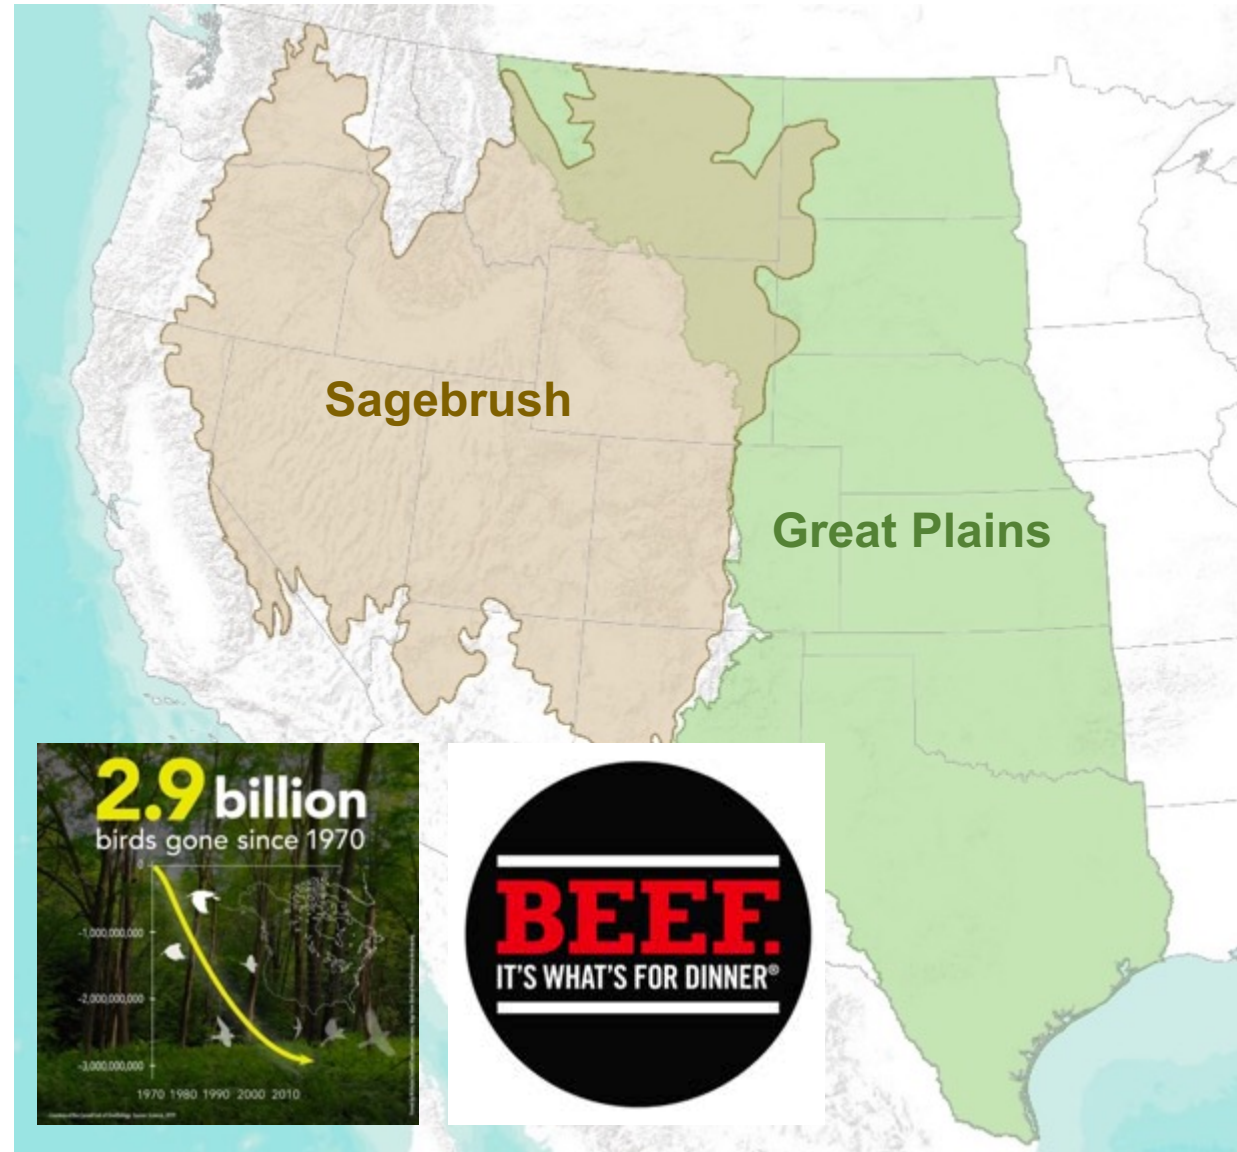 Sagebrush
Great Plains
2.9 billion
birds gone since 1970
0
-1,000,000,000
-2,000,000,000
-3,000,000,000
1970 1980 1990 2000 2010
BEEF.
IT'S WHAT'S FOR DINNER®